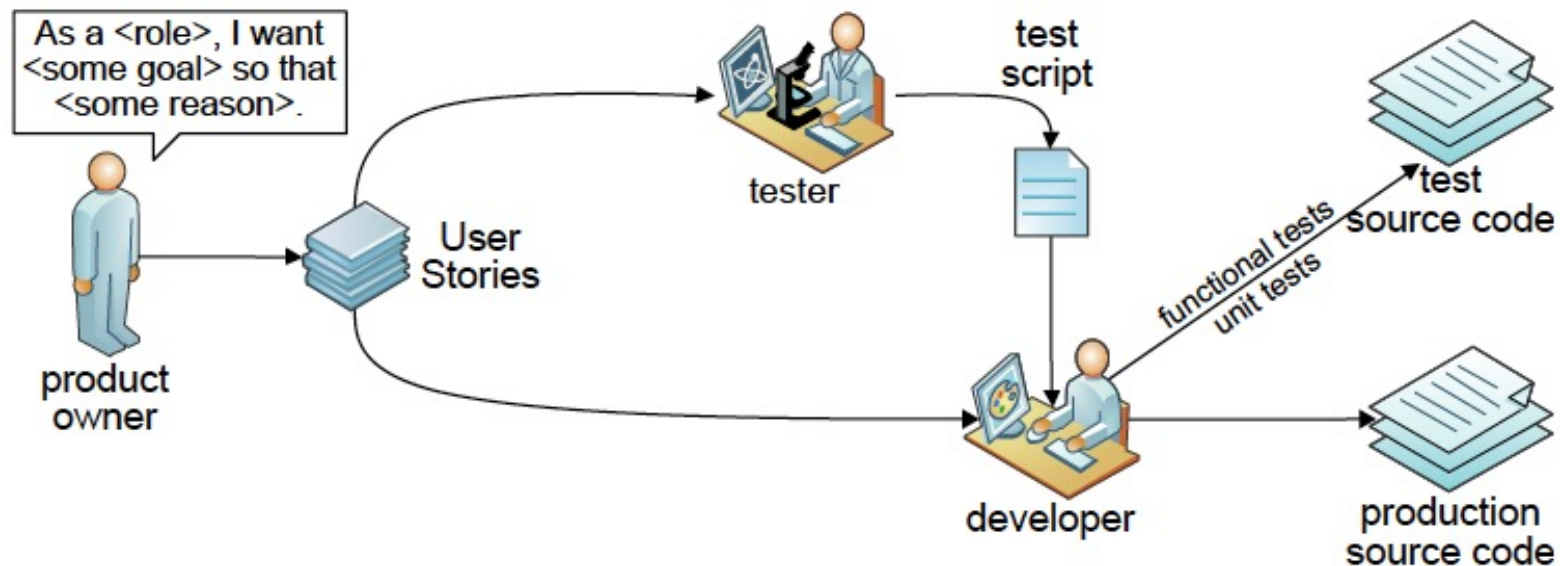 As a <role>, I want
<some goal> so that
<some reason>.
product
owner
User
Stories
tester
test
script
developer
functional tests
unit tests
test
source code
production
source code